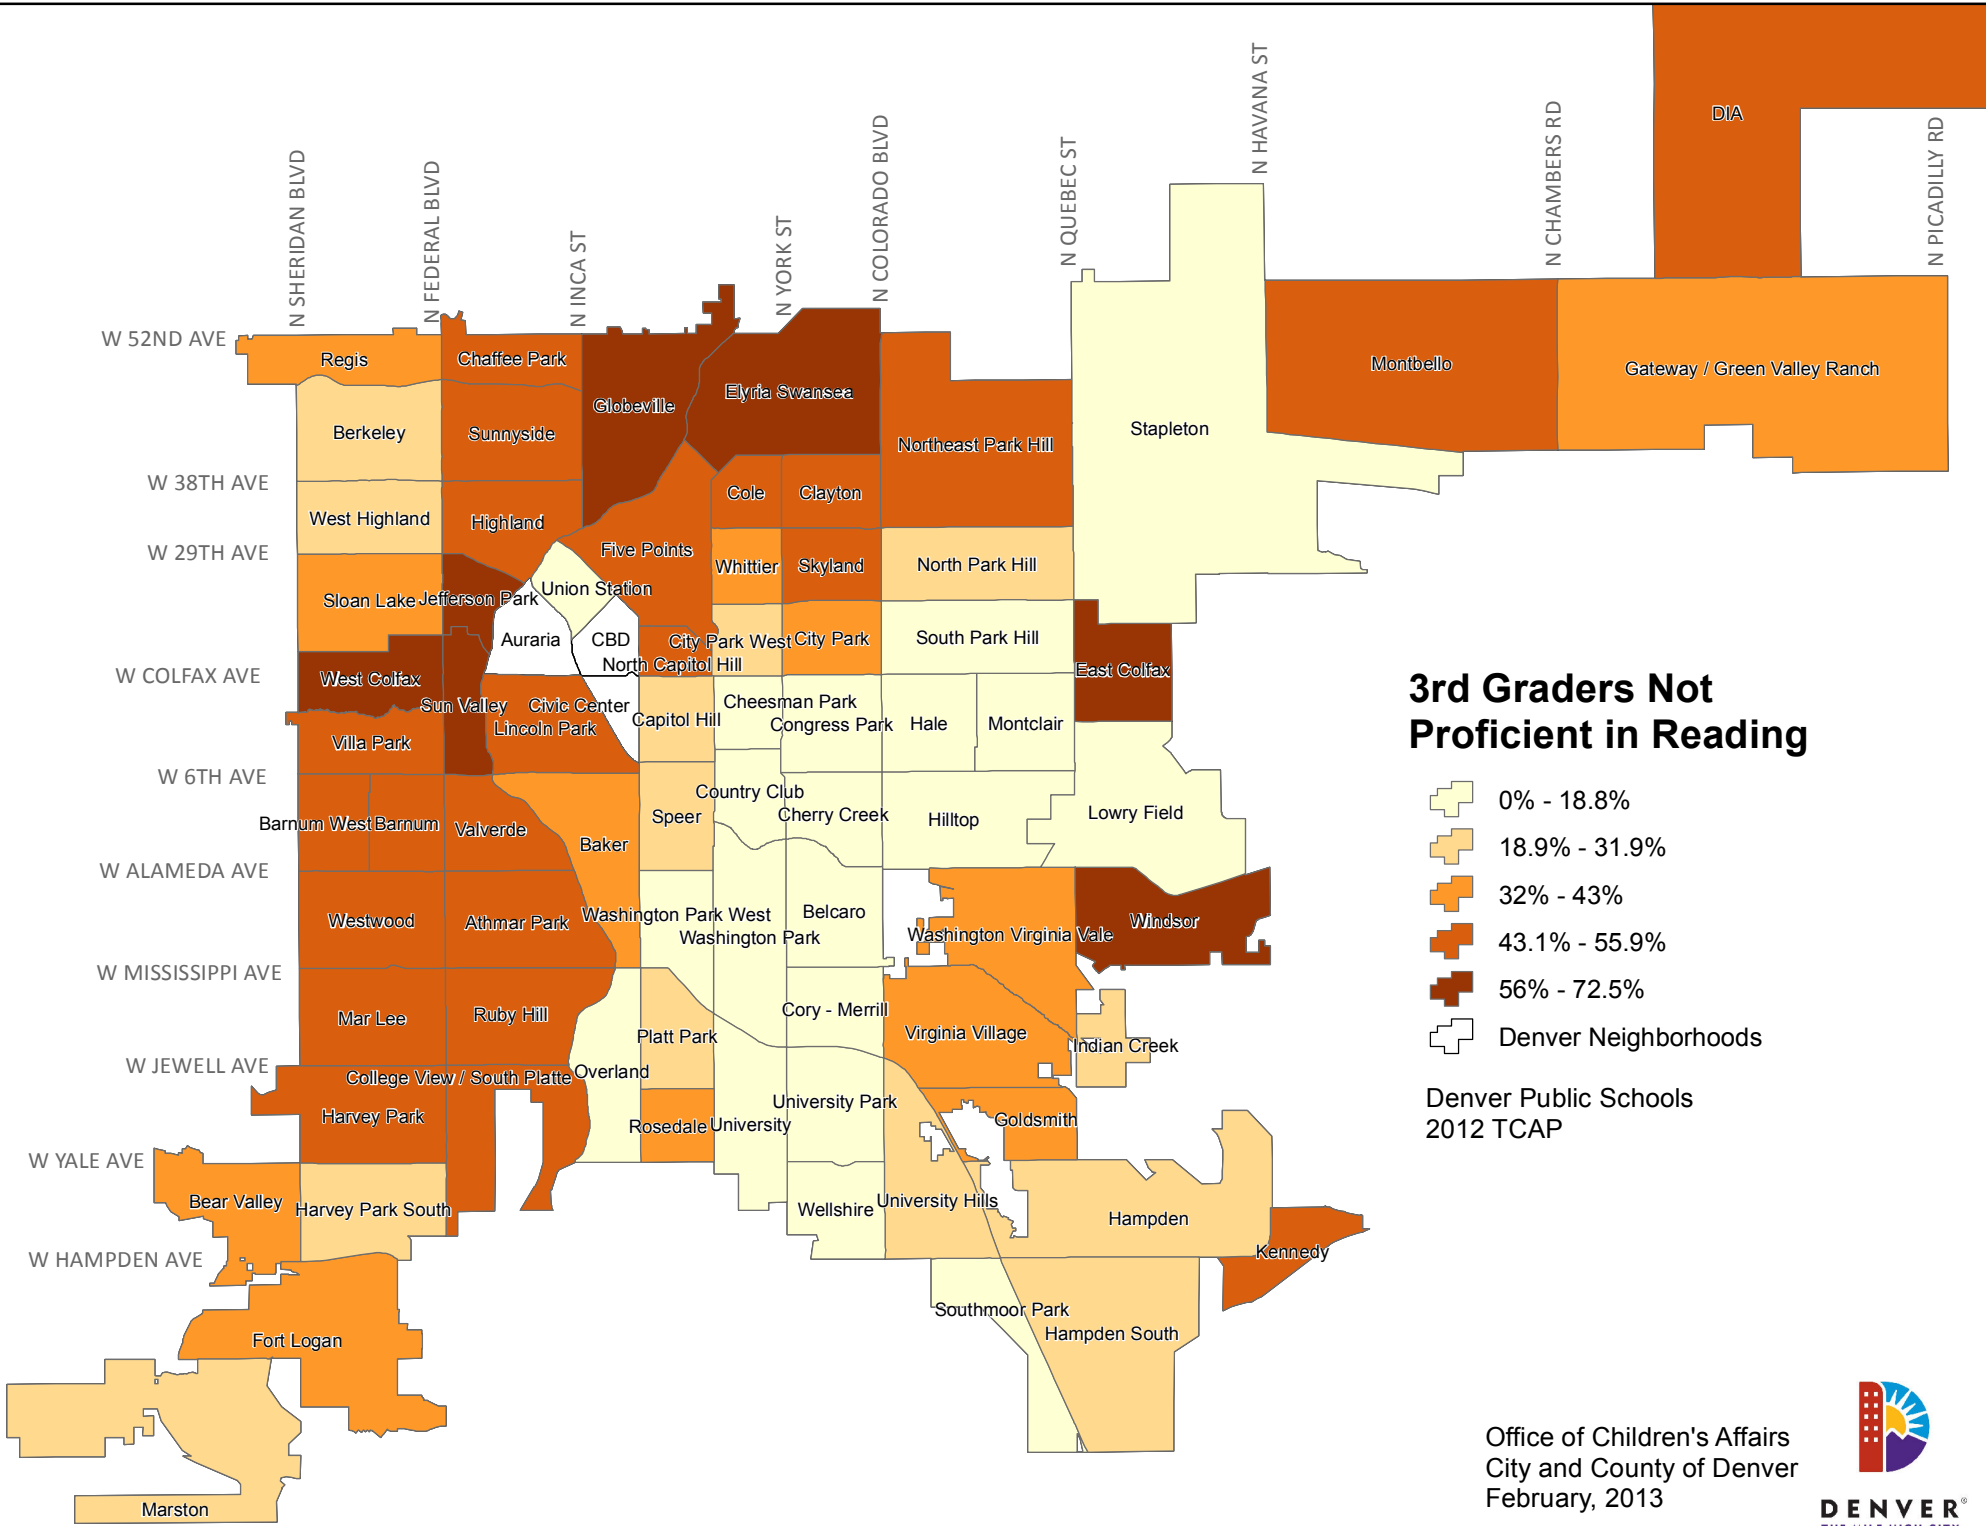 N HAVANA ST
DIA
N CHAMBERS RD
N COLORADO BLVD
N PICADILLY RD
N QUEBEC ST
N SHERIDAN BLVD
N FEDERAL BLVD
N YORK ST
N INCA ST
W 52ND AVE
Regis
Chaffee Park
Montbello
Gateway / Green Valley Ranch
Elyria Swansea
Globeville
Berkeley
Sunnyside
Stapleton
Northeast Park Hill
W 38TH AVE
Cole
Clayton
West Highland
Highland
W 29TH AVE
Five Points
Whittier
Skyland
North Park Hill
Union Station
Sloan Lake
Jefferson Park
Auraria
CBD
City Park West
City Park
South Park Hill
North Capitol Hill
East Colfax
W COLFAX AVE
West Colfax
3rd Graders Not
Proficient in Reading
Sun Valley
Civic Center
Cheesman Park
Capitol Hill
Congress Park
Hale
Montclair
Lincoln Park
Villa Park
W 6TH AVE
Country Club
0% - 18.8%
Speer
Cherry Creek
Hilltop
Lowry Field
Barnum West
Barnum
Valverde
Baker
18.9% - 31.9%
W ALAMEDA AVE
32% - 43%
Westwood
Athmar Park
Washington Park West
Belcaro
Windsor
Washington Park
Washington Virginia Vale
43.1% - 55.9%
W MISSISSIPPI AVE
56% - 72.5%
Mar Lee
Ruby Hill
Cory - Merrill
Platt Park
Virginia Village
Denver Neighborhoods
Indian Creek
W JEWELL AVE
College View / South Platte
Overland
Harvey Park
University Park
Denver Public Schools
2012 TCAP
Rosedale
University
Goldsmith
W YALE AVE
Bear Valley
Harvey Park South
Wellshire
University Hills
Hampden
W HAMPDEN AVE
Kennedy
Southmoor Park
Fort Logan
Hampden South
Office of Children's Affairs
City and County of Denver
February, 2013
Marston
DENVER®